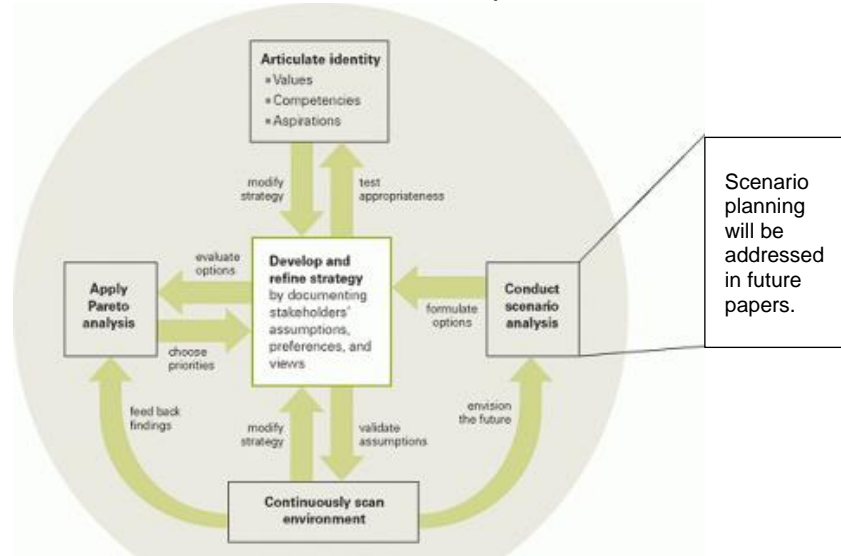 Articulate identity
▪ Values
▪ Competencies
▪ Aspirations
modify
strategy
test
appropriateness
evaluate
options
Apply
Pareto
analysis
choose
priorities
Develop and
refine strategy
by documenting
stakeholders'
assumptions,
preferences, and
views
formulate
options
Conduct
scenario
analysis
Scenario
planning
will be
addressed
in future
papers.
feed back
findings
modify
strategy
validate
assumptions
envision
the future
Continuously scan
environment